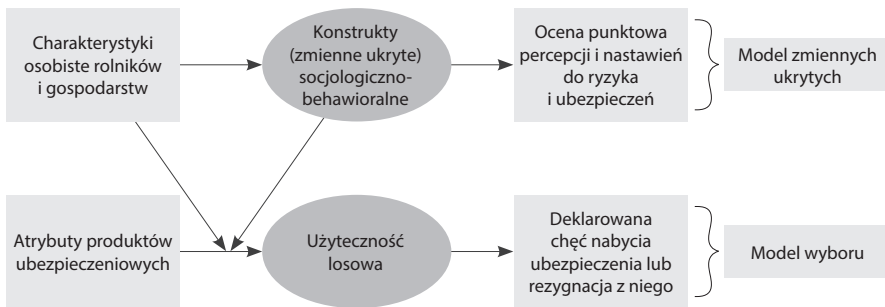 Charakterystyki
osobiste rolników
i gospodarstw
Konstrukty
(zmienne ukryte)
socjologiczno-
behawioralne
Ocena punktowa
percepcji i nastawień
do ryzyka
i ubezpieczeń
Model zmiennych
ukrytych
Atrybuty produktów
ubezpieczeniowych
Użyteczność
losowa
Deklarowana
chęć nabycia
ubezpieczenia lub
rezygnacja z niego
Model wyboru